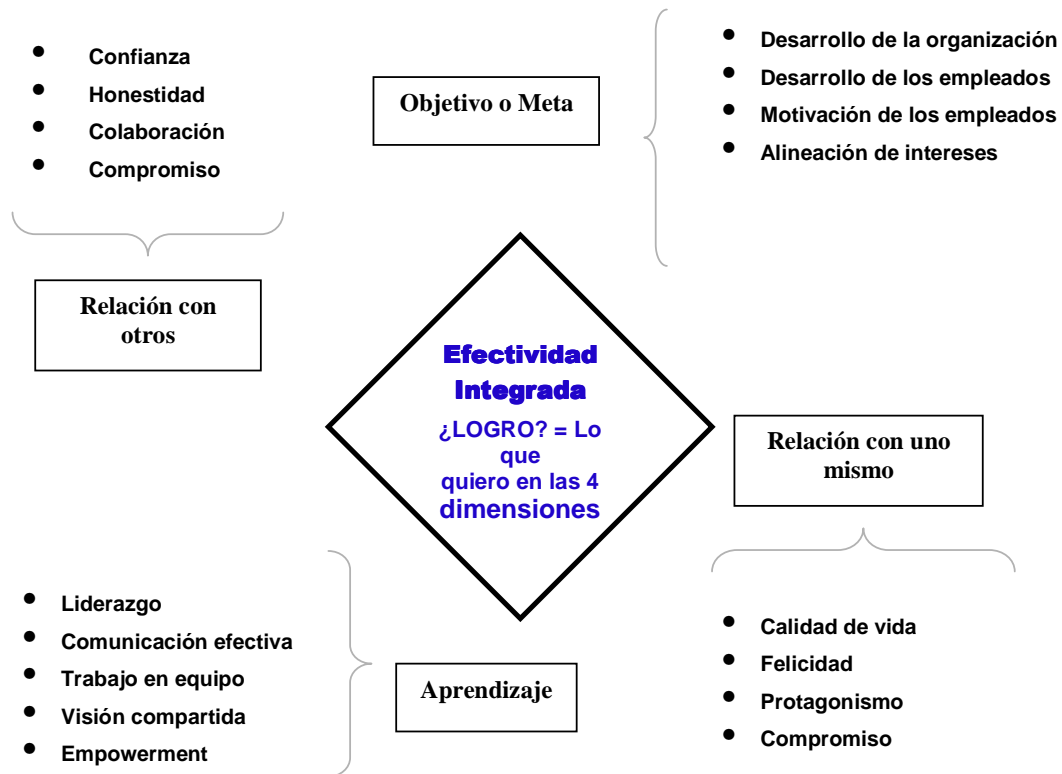 • Confianza
• Honestidad
• Colaboración
• Compromiso
Objetivo o Meta
• Desarrollo de la organización
• Desarrollo de los empleados
• Motivación de los empleados
• Alineación de intereses
Relación con
otros
Efectividad
Integrada
¿LOGRO? = Lo
que
quiero en las 4
dimensiones
Relación con uno
mismo
• Liderazgo
• Comunicación efectiva
• Trabajo en equipo
• Visión compartida
• Empowerment
Aprendizaje
• Calidad de vida
• Felicidad
• Protagonismo
• Compromiso